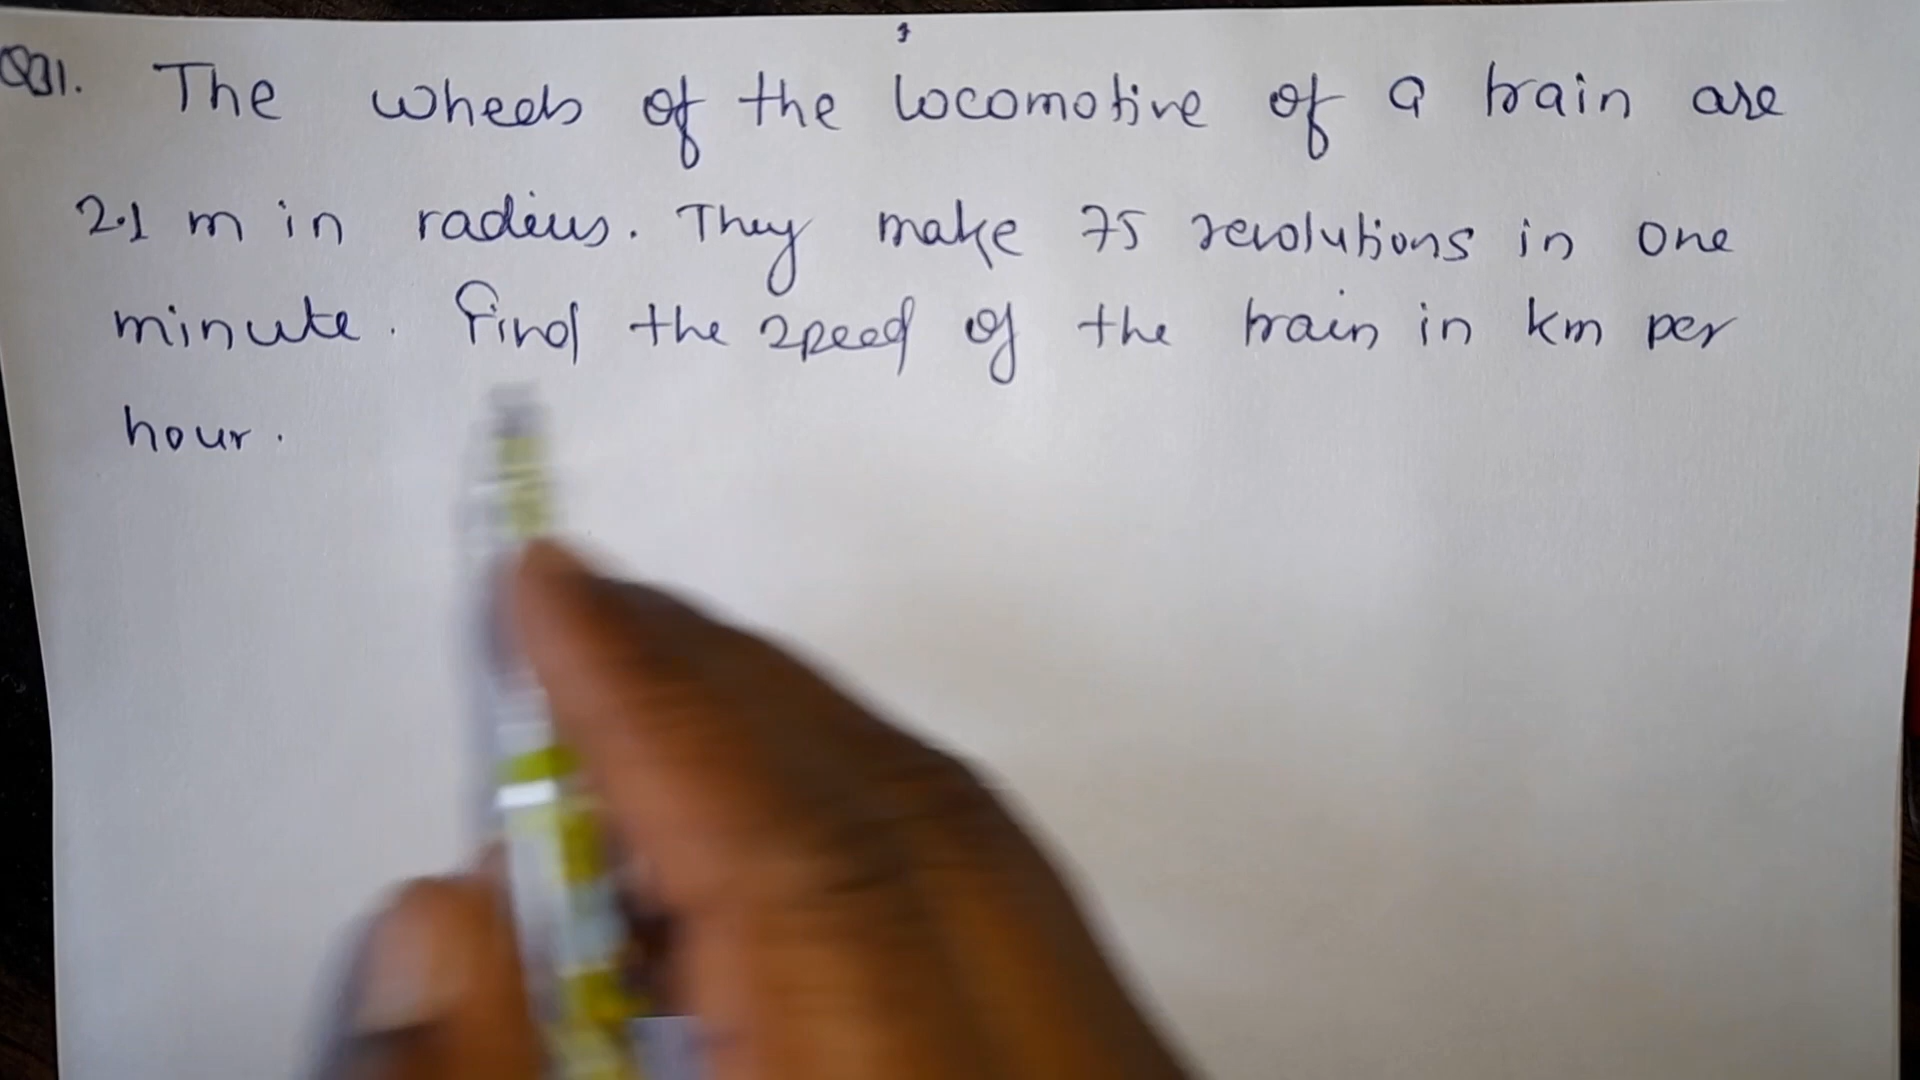 Q31. The wheels of the locomotive of a train are
2.1 m in radius. They make 75 revolutions in one
minute. Find the speed of the train in km per
hour.